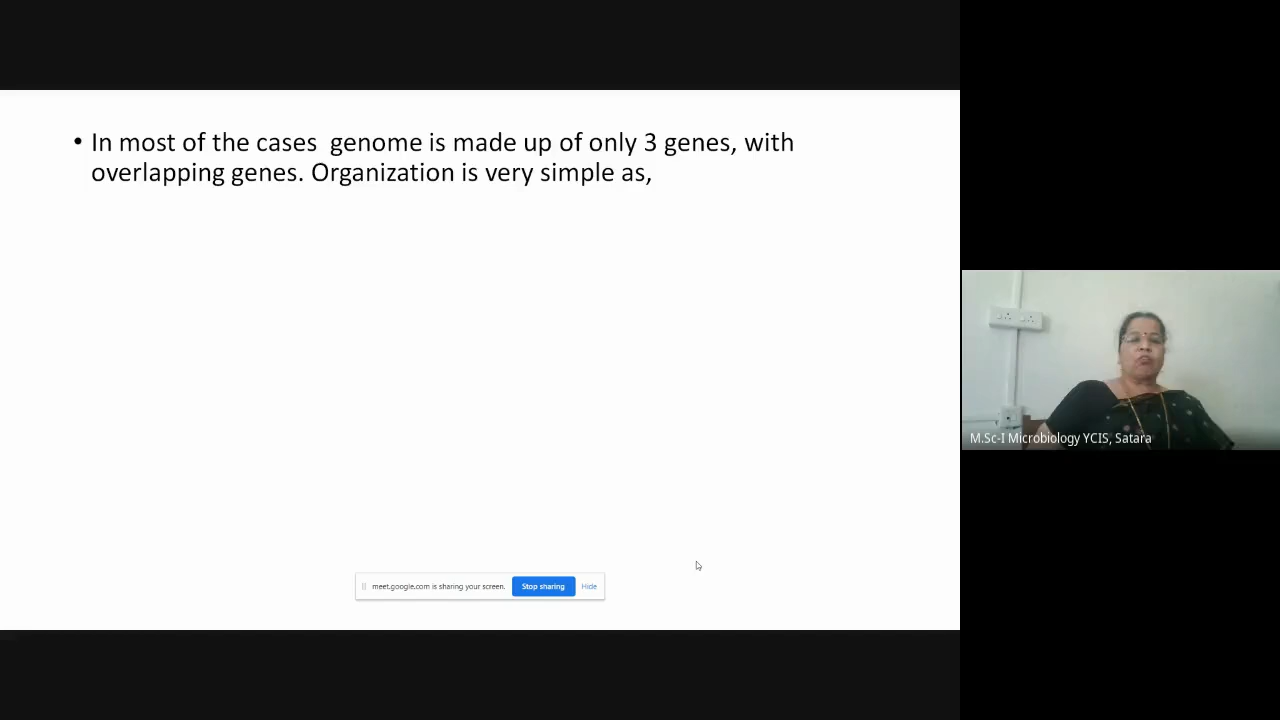 • In most of the cases  genome is made up of only 3 genes, with
overlapping genes. Organization is very simple as,
M.Sc-I Microbiology YCIS, Satara
meet.google.com is sharing your screen. Stop sharing Hide